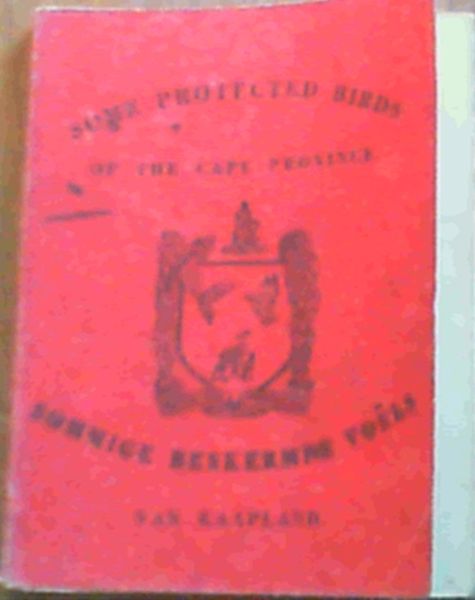 SOME PROTECTED BIRDS
OF THE CAPE PROVINCE
SOMMIGE BESKERMDE VOËLS
VAN KAAPLAND